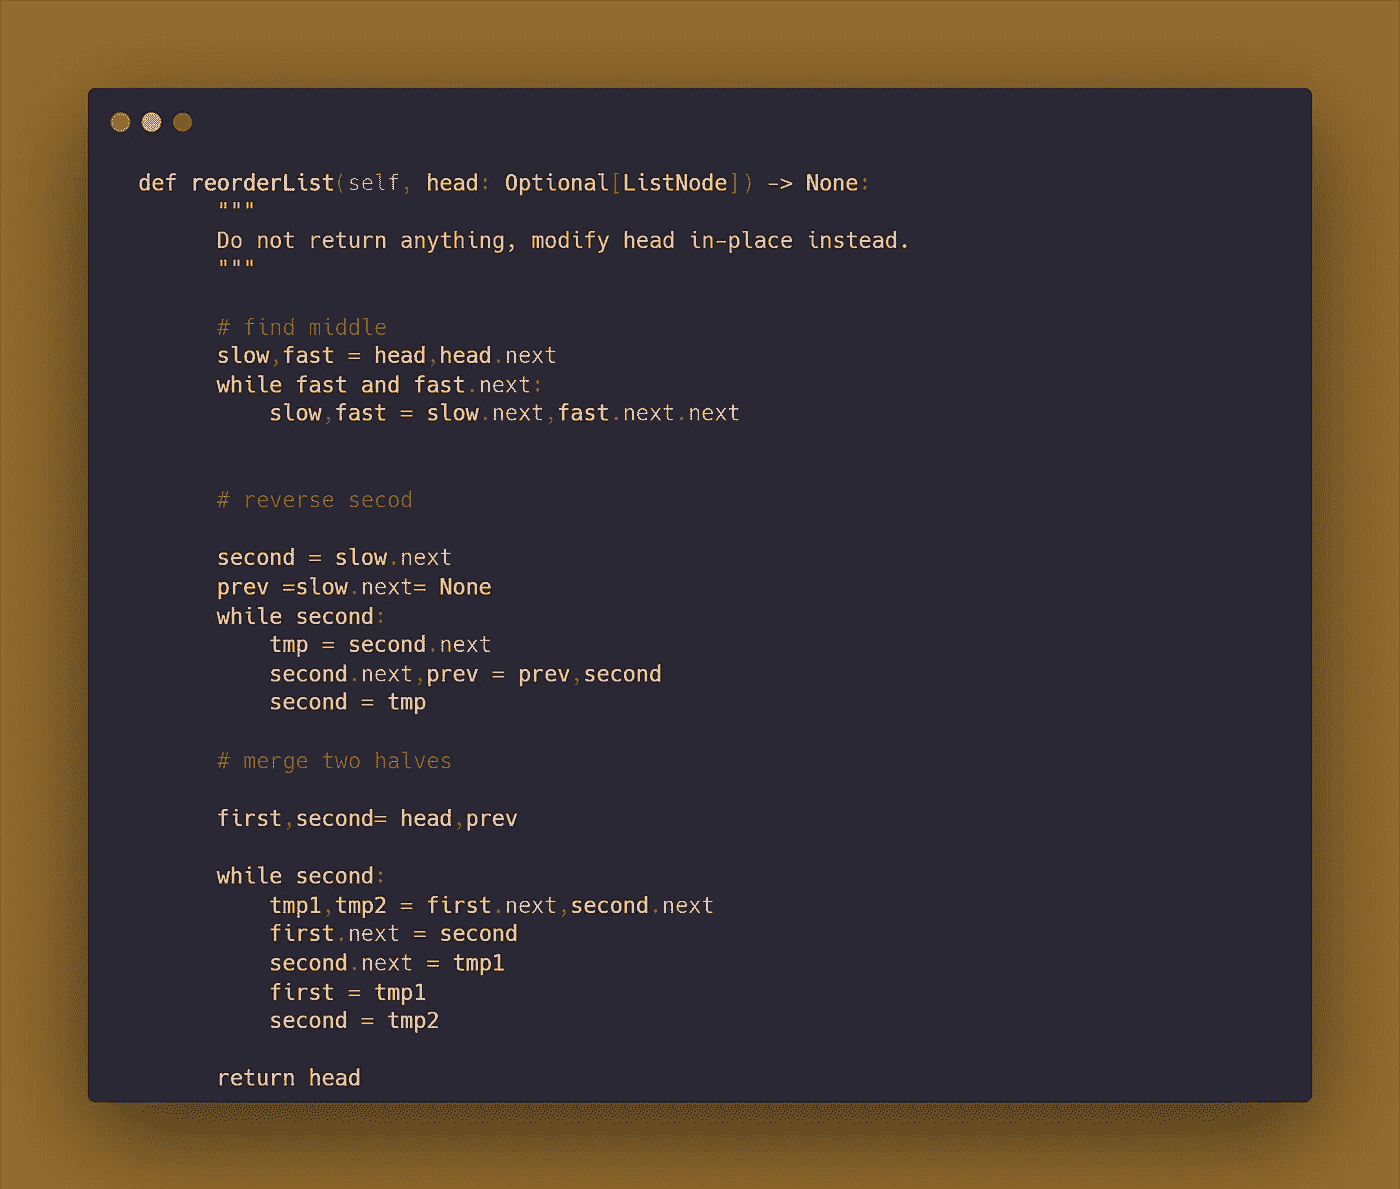 def reorderList(self, head: Optional[ListNode]) -> None:
"""
Do not return anything, modify head in-place instead.
"""
# find middle
slow,fast = head,head.next
while fast and fast.next:
slow,fast = slow.next,fast.next.next
# reverse secod
second = slow.next
prev =slow.next= None
while second:
tmp = second.next
second.next,prev = prev,second
second = tmp
# merge two halves
first,second= head,prev
while second:
tmp1,tmp2 = first.next,second.next
first.next = second
second.next = tmp1
first = tmp1
second = tmp2
return head